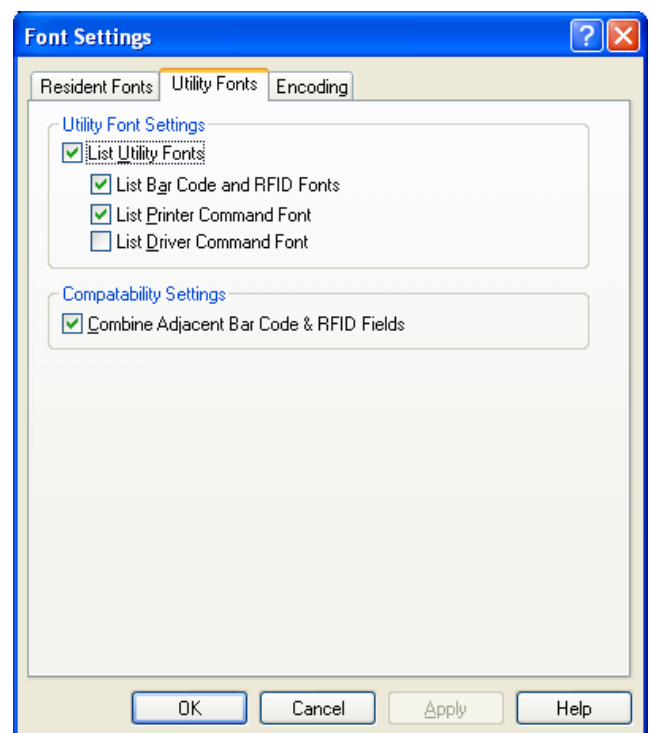 Font Settings
Resident Fonts Utility Fonts Encoding
Utility Font Settings
List Utility Fonts
List Bar Code and RFID Fonts
List Printer Command Font
List Driver Command Font
Compatability Settings
Combine Adjacent Bar Code & RFID Fields
OK Cancel Apply Help